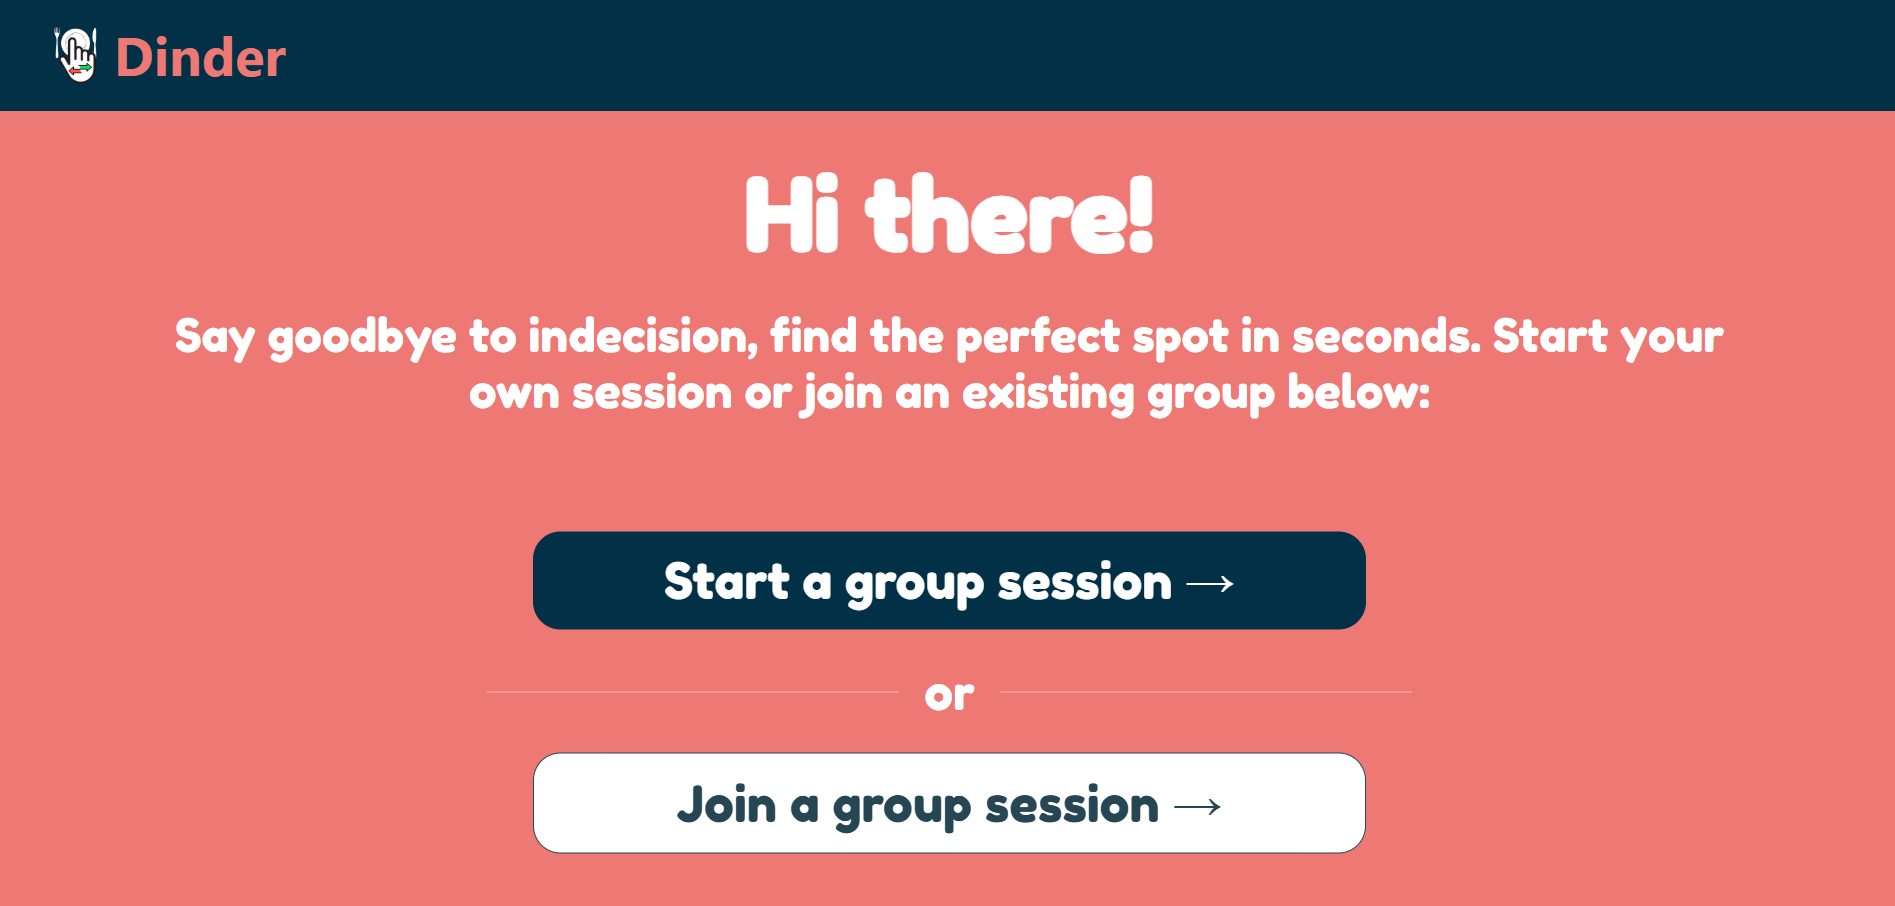 Dinder
Hi there!
Say goodbye to indecision, find the perfect spot in seconds. Start your
own session or join an existing group below:
Start a group session →
or
Join a group session →